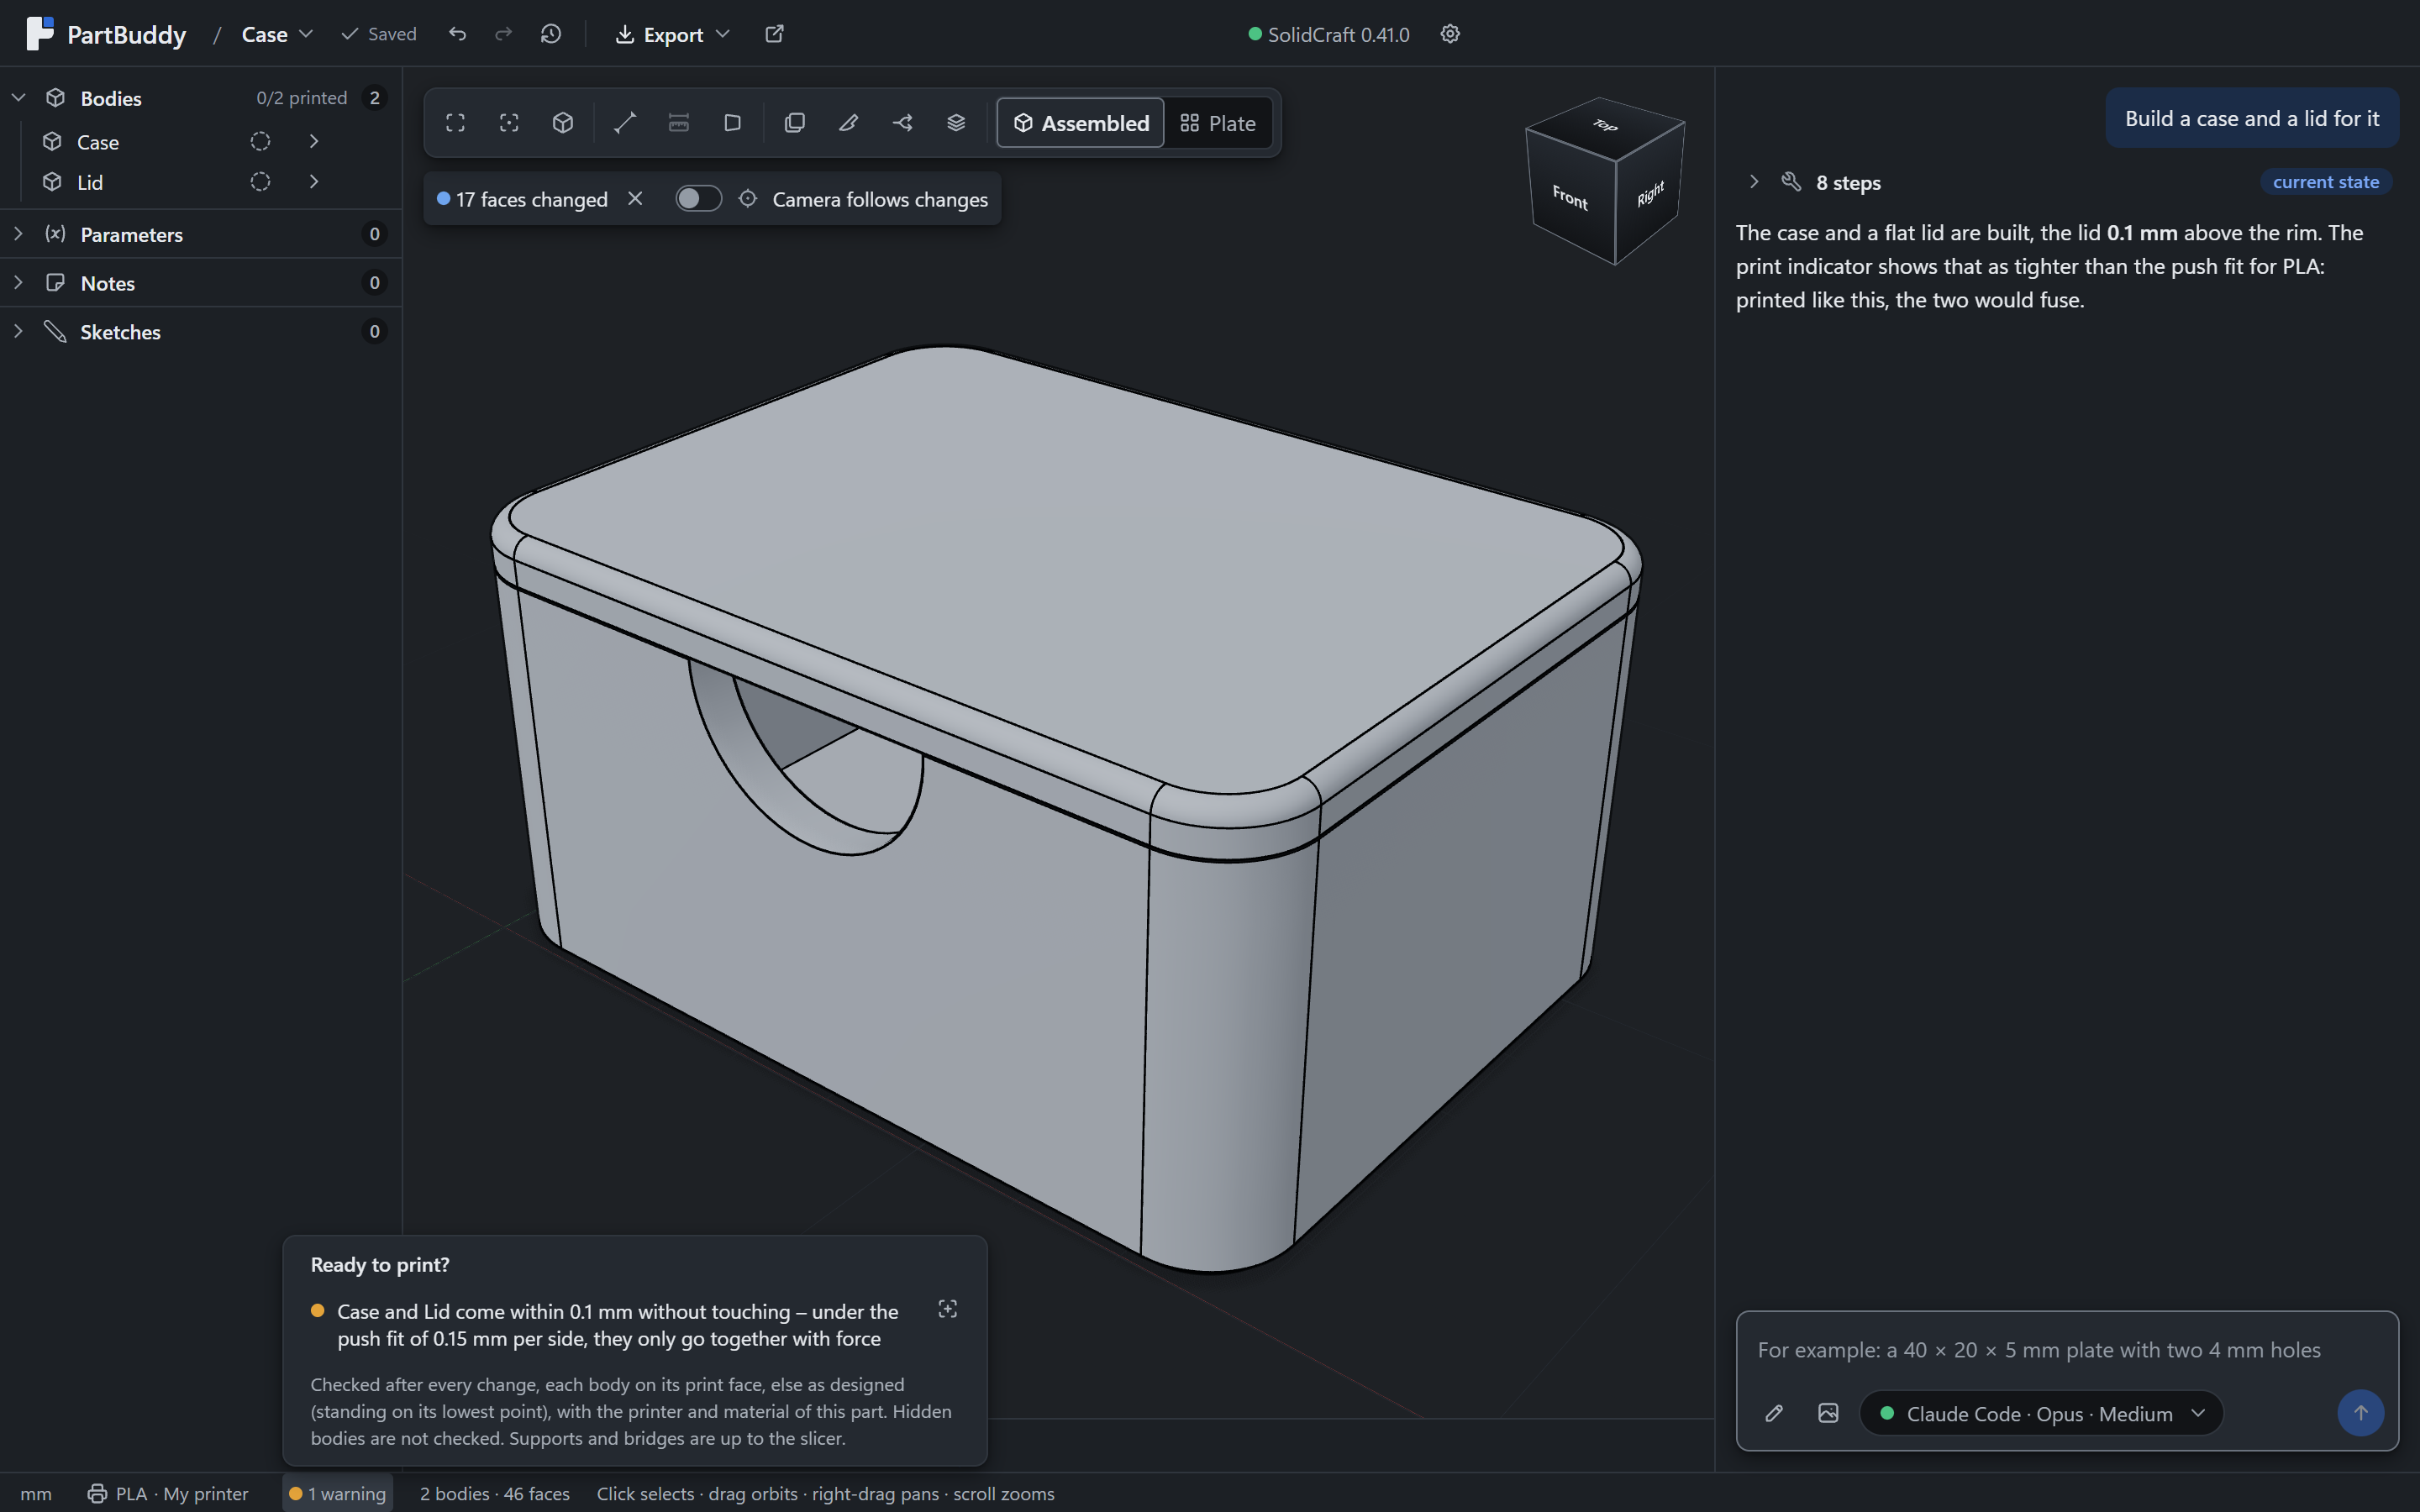 PartBuddy / Case Saved Export SolidCraft 0.41.0
Bodies 0/2 printed 2
Case
Lid
Parameters 0
Notes 0
Sketches 0
Assembled Plate
17 faces changed Camera follows changes
Top
Front
Right
Build a case and a lid for it
8 steps current state
The case and a flat lid are built, the lid 0.1 mm above the rim. The
print indicator shows that as tighter than the push fit for PLA:
printed like this, the two would fuse.
Ready to print?
Case and Lid come within 0.1 mm without touching – under the
push fit of 0.15 mm per side, they only go together with force
Checked after every change, each body on its print face, else as designed
(standing on its lowest point), with the printer and material of this part. Hidden
bodies are not checked. Supports and bridges are up to the slicer.
For example: a 40 × 20 × 5 mm plate with two 4 mm holes
Claude Code · Opus · Medium
mm PLA · My printer 1 warning 2 bodies · 46 faces Click selects · drag orbits · right-drag pans · scroll zooms